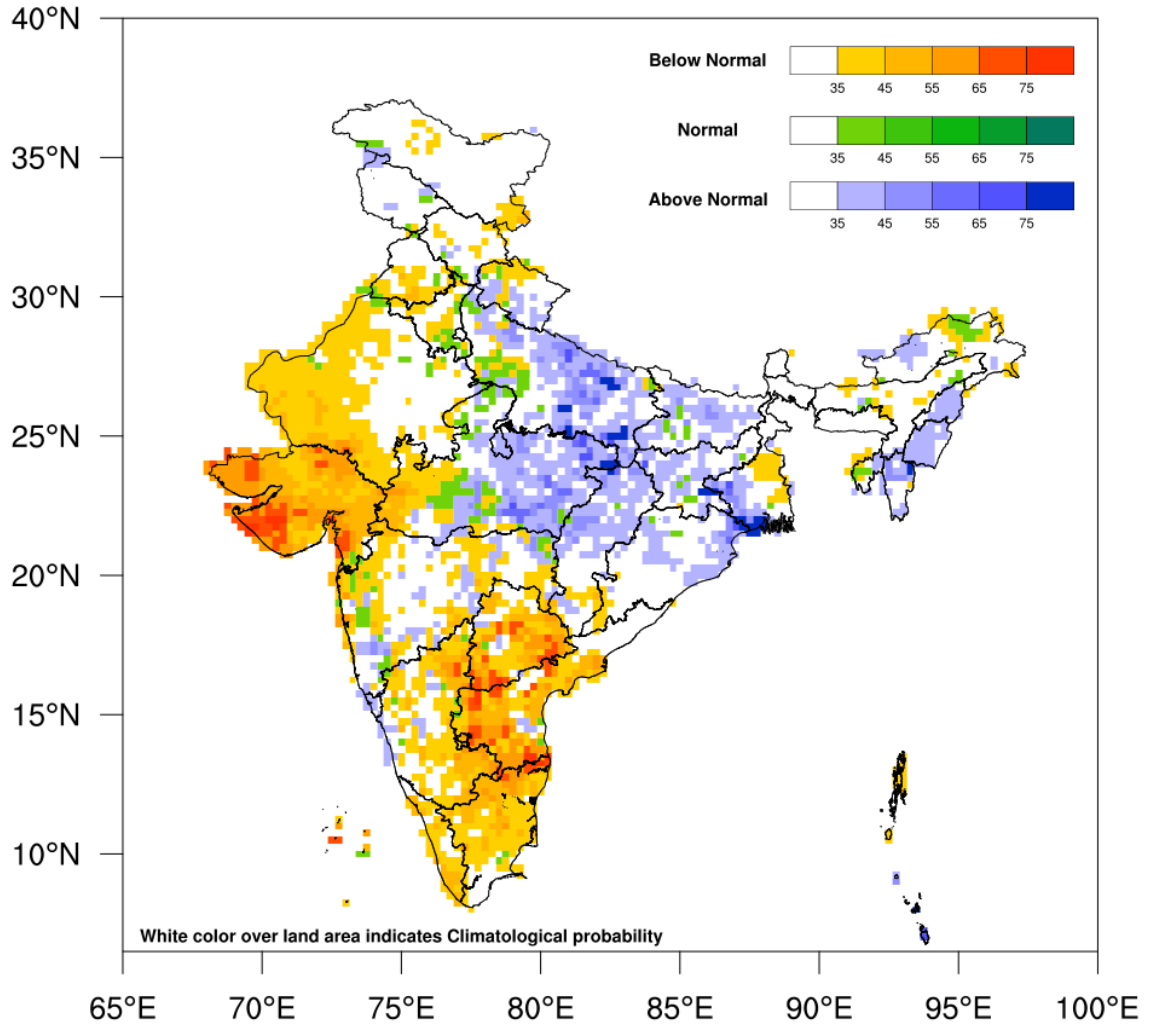 40°N
35°N
30°N
25°N
20°N
15°N
10°N
Below Normal
35 45 55 65 75
Normal
35 45 55 65 75
Above Normal
35 45 55 65 75
White color over land area indicates Climatological probability
65°E 70°E 75°E 80°E 85°E 90°E 95°E 100°E